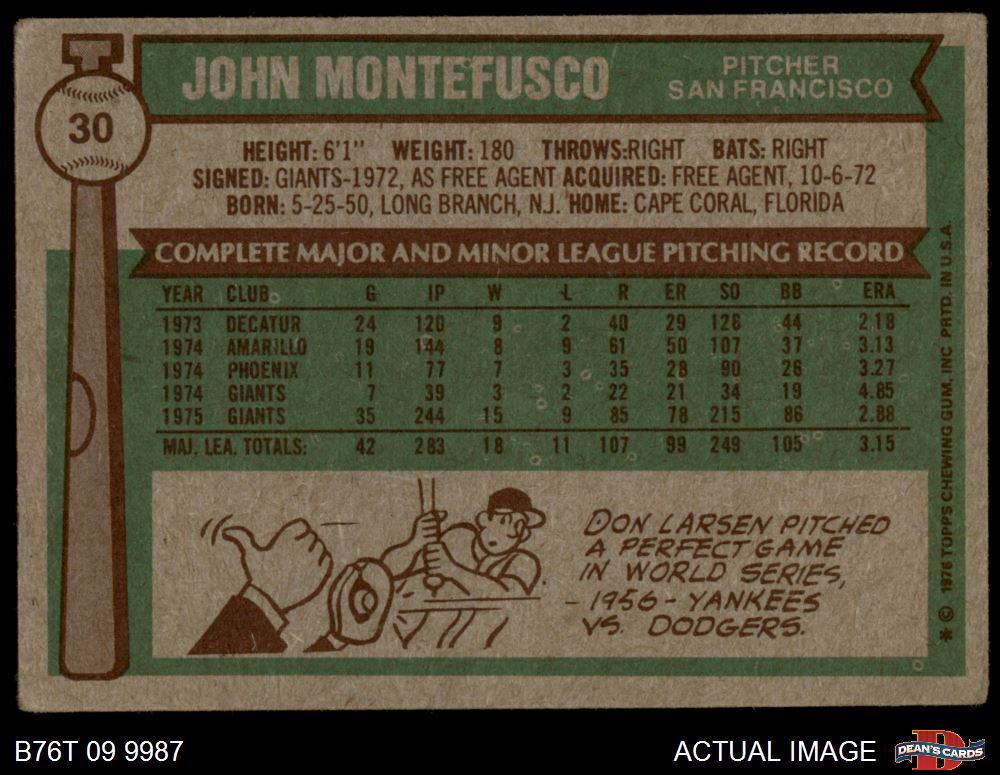 30
JOHN MONTEFUSCO
PITCHER
SAN FRANCISCO
HEIGHT: 6'1" WEIGHT: 180 THROWS:RIGHT BATS: RIGHT
SIGNED: GIANTS-1972, AS FREE AGENT ACQUIRED: FREE AGENT, 10-6-72
BORN: 5-25-50, LONG BRANCH, N.J. HOME: CAPE CORAL, FLORIDA
COMPLETE MAJOR AND MINOR LEAGUE PITCHING RECORD
YEAR CLUB G IP W L R ER SO BB ERA
1973 DECATUR 24 120 9 2 40 29 126 44 2.18
1974 AMARILLO 19 144 8 9 61 50 107 37 3.13
1974 PHOENIX 11 77 7 3 35 28 90 26 3.27
1974 GIANTS 7 39 3 2 22 21 34 19 4.85
1975 GIANTS 35 244 15 9 85 78 215 86 2.88
MAJ. LEA. TOTALS: 42 283 18 11 107 99 249 105 3.15
DON LARSEN PITCHED
A PERFECT GAME
IN WORLD SERIES,
-1956-YANKEES
VS. DODGERS.
* © 1976 TOPPS CHEWING GUM, INC. PRTD. IN U.S.A.
B76T 09 9987
ACTUAL IMAGE
D
DEAN'S CARDS